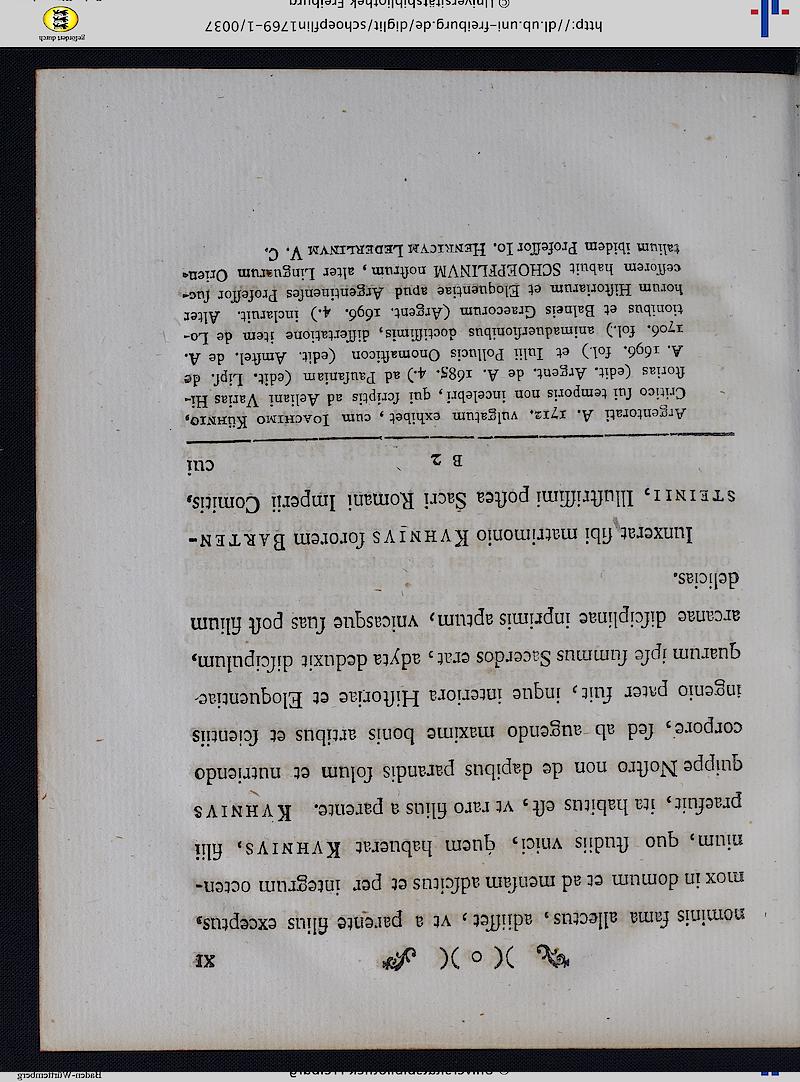 )( o )( XI
nominis fama allectus, adiiſſet, vt a parente filius exceptus,
mox in domum et ad menſam adſcitus et per integrum octen-
nium, quo ſtudiis vnici, quem habuerat KVHNIVS, filii
praefuit, ita habitus eſt, vt raro filius a parente. KVHNIVS
quippe Noſtro non de dapibus parandis ſolum et nutriendo
corpore, ſed ab augendo maxime bonis artibus et ſcientiis
ingenio pater fuit, inque interiora Hiſtoriae et Eloquentiae,
quarum ipſe ſummus Sacerdos erat, adyta deduxit diſcipulum,
arcanae diſciplinae inprimis aptum, vnicasque ſuas poſt filium
delicias.
Iunxerat ſibi matrimonio KVHNIVS ſororem BARTEN-
STEINII, Illuſtriſſimi poſtea Sacri Romani Imperii Comitis,
B 2 cui
Argentorati A. 1712. vulgatum exhibet, cum IOACHIMO KÜHNIO,
Critico ſui temporis non incelebri, qui ſcriptis ad Aeliani Varias Hi-
ſtorias (edit. Argent. de A. 1685. 4.) ad Pauſaniam (edit. Lipſ. de
A. 1696. fol.) et Iulii Pollucis Onomaſticon (edit. Amſtel. de A.
1706. fol.) animaduerſionibus doctiſſimis, diſſertatione item de Lo-
tionibus et Balneis Graecorum (Argent. 1696. 4.) inclaruit. Alter
horum Hiſtoriarum et Eloquentiae apud Argentinenſes Profeſſor ſuc-
ceſſorem habuit SCHOEPFLINVM noſtrum, alter Linguarum Orien-
talium ibidem Profeſſor Io. HENRICVM LEDERLINVM V. C.
http://dl.ub.uni-freiburg.de/diglit/schoepflin1769-1/0037
© Universitätsbibliothek Freiburg
gefördert durch